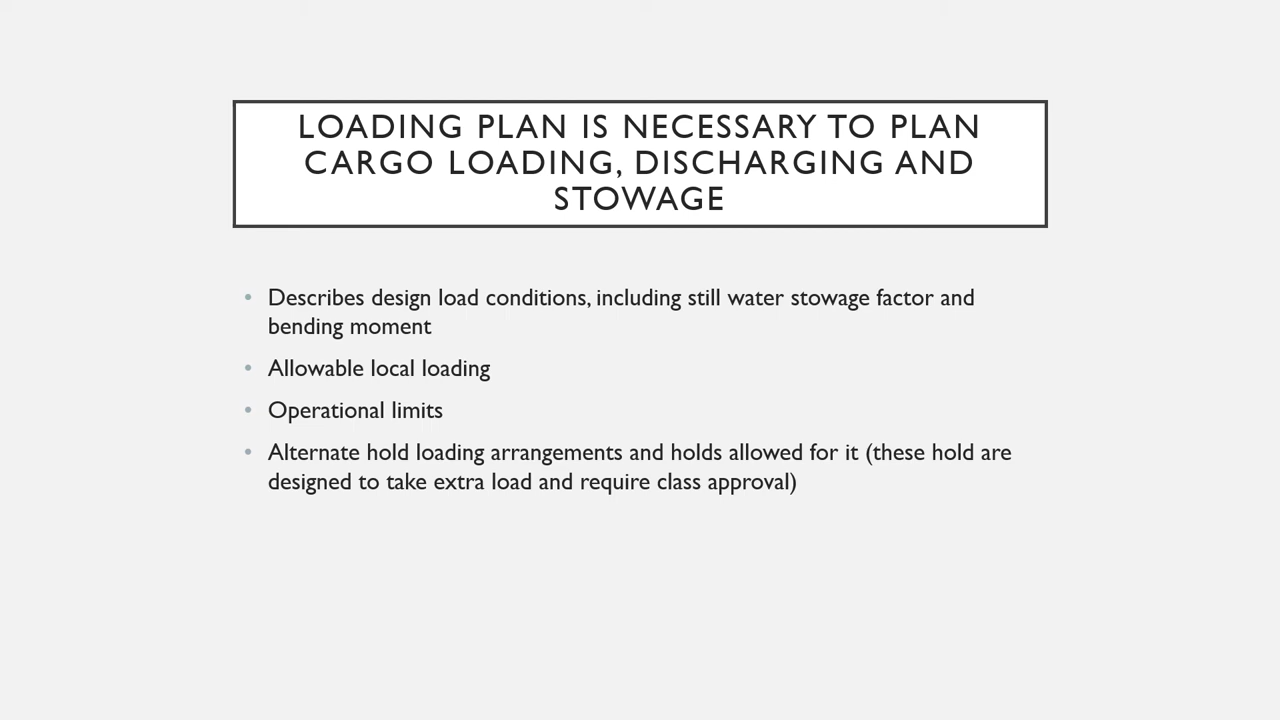 LOADING PLAN IS NECESSARY TO PLAN
CARGO LOADING, DISCHARGING AND
STOWAGE
• Describes design load conditions, including still water stowage factor and
bending moment
• Allowable local loading
• Operational limits
• Alternate hold loading arrangements and holds allowed for it (these hold are
designed to take extra load and require class approval)